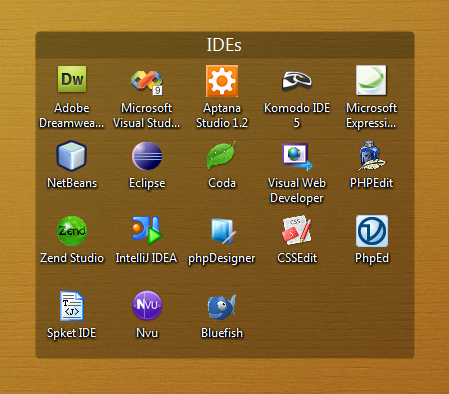 IDEs
Dw
9
Adobe
Dreamwea...
Microsoft
Visual Stud...
Aptana
Studio 1.2
Komodo IDE
5
Microsoft
Expressi...
NetBeans
Eclipse
Coda
Visual Web
Developer
PHPEdit
Zend
CSS
Zend Studio
IntelliJ IDEA
phpDesigner
CSSEdit
PhpEd
T
<J>
NVU
Spket IDE
Nvu
Bluefish